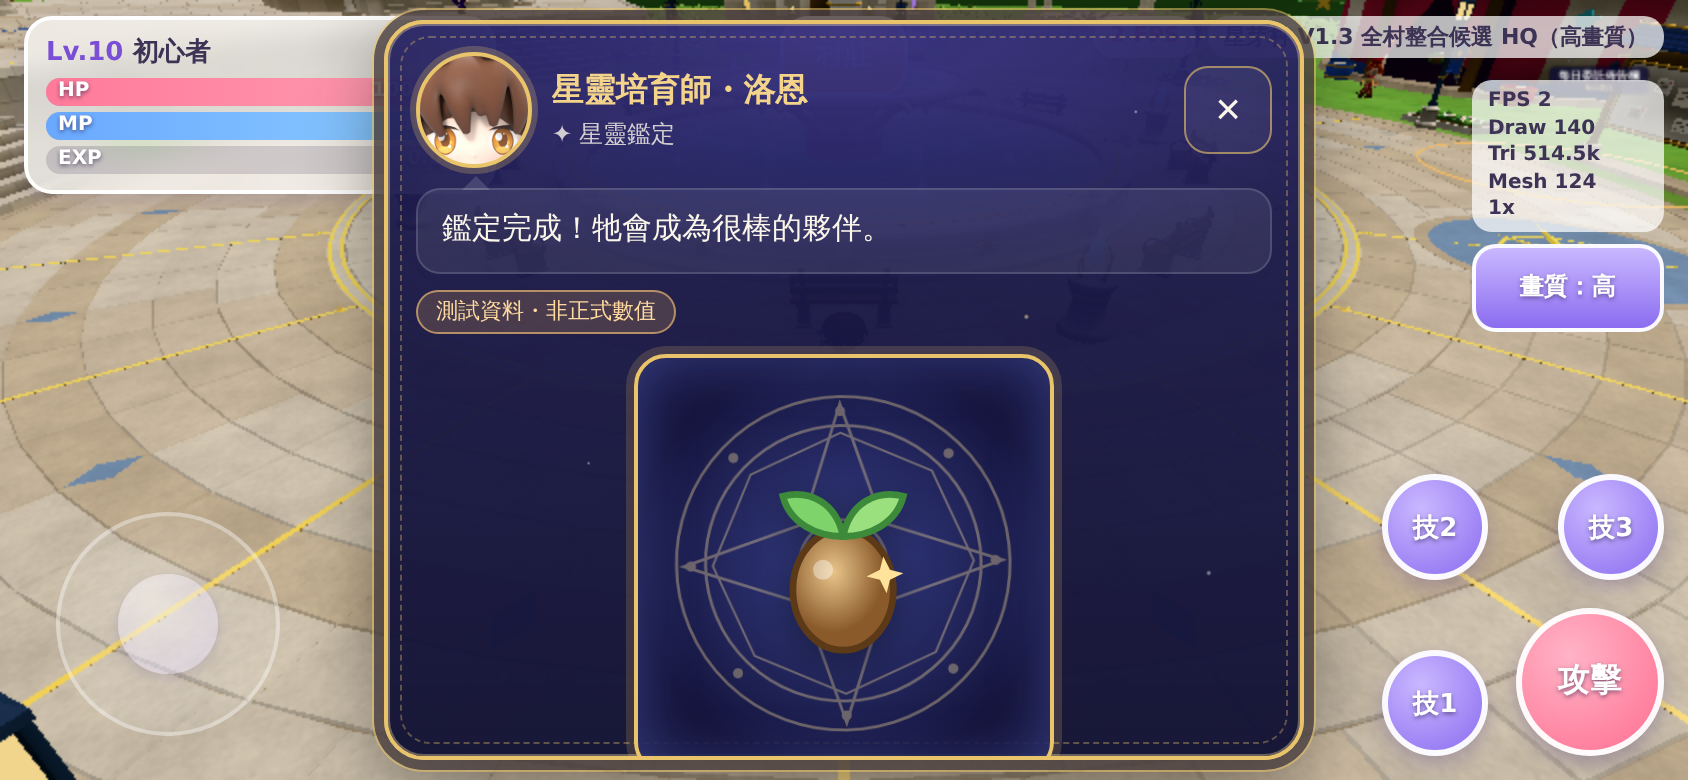 Lv.10 初心者
HP
MP
EXP
星靈培育師・洛恩
✦ 星靈鑑定
×
鑑定完成！牠會成為很棒的夥伴。
測試資料・非正式數值
V1.3 全村整合候選 HQ（高畫質）
FPS 2
Draw 140
Tri 514.5k
Mesh 124
1x
畫質：高
技2
技3
技1
攻擊